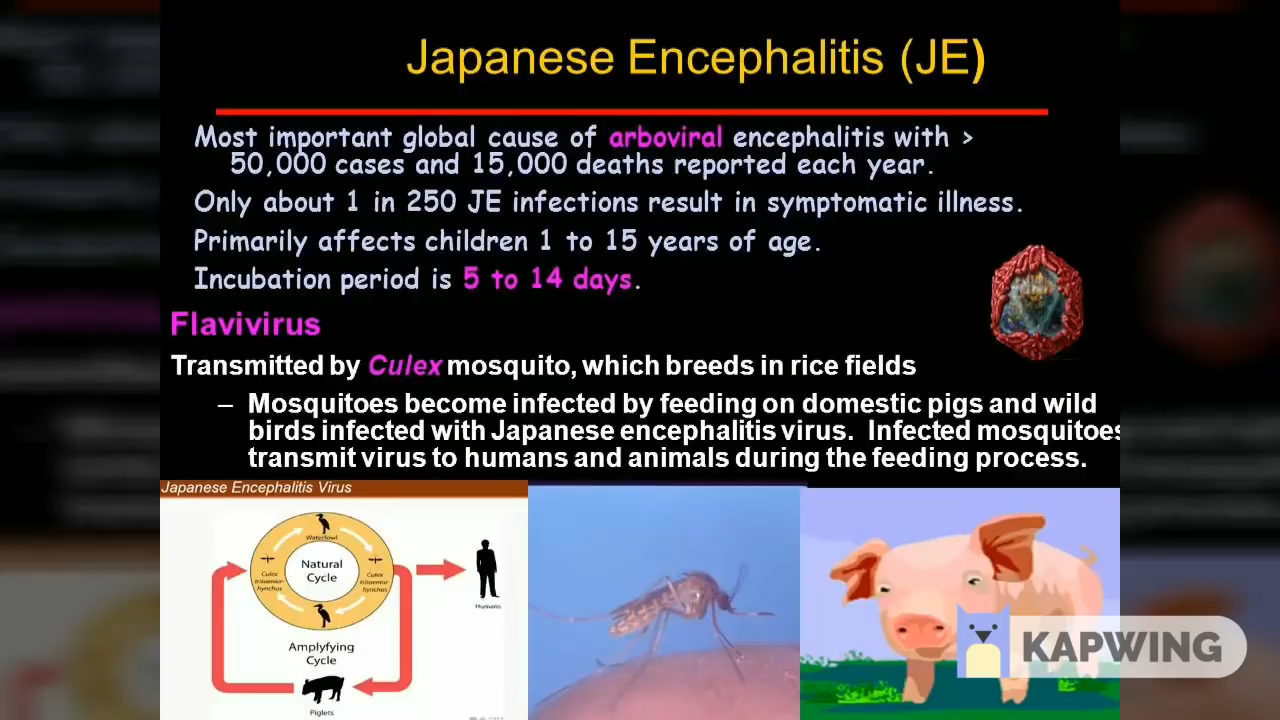 Japanese Encephalitis (JE)
Most important global cause of arboviral encephalitis with >
50,000 cases and 15,000 deaths reported each year.
Only about 1 in 250 JE infections result in symptomatic illness.
Primarily affects children 1 to 15 years of age.
Incubation period is 5 to 14 days.
Flavivirus
Transmitted by Culex mosquito, which breeds in rice fields
– Mosquitoes become infected by feeding on domestic pigs and wild
birds infected with Japanese encephalitis virus. Infected mosquitoes
transmit virus to humans and animals during the feeding process.
Japanese Encephalitis Virus
Waterfowl
Natural
Cycle
Culex
Culex
Humans
Amplyfying
Cycle
Piglets
KAPWING